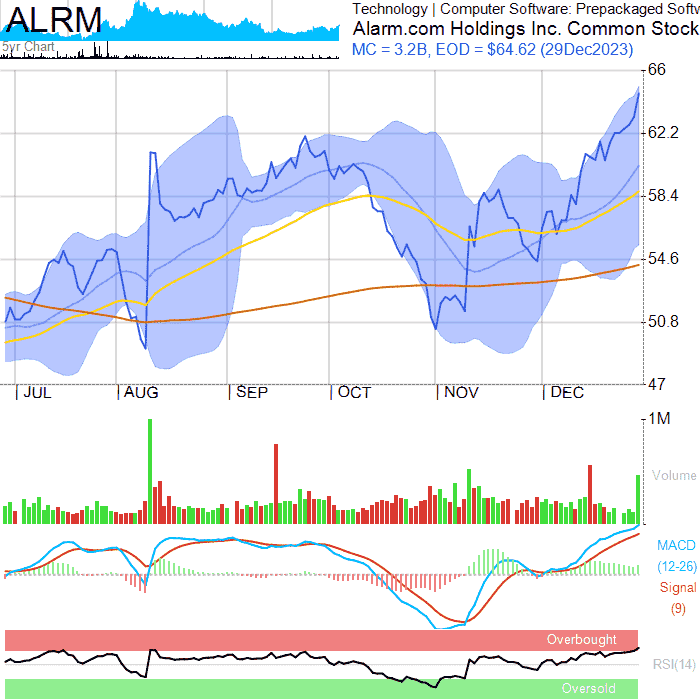 ALRM
5yr Chart
Technology | Computer Software: Prepackaged Softw
Alarm.com Holdings Inc. Common Stock
MC = 3.2B, EOD = $64.62 (29Dec2023)
66
62.2
58.4
54.6
50.8
47
JUL AUG SEP OCT NOV DEC
1M
Volume
MACD
(12-26)
Signal
(9)
Overbought
RSI(14)
Oversold